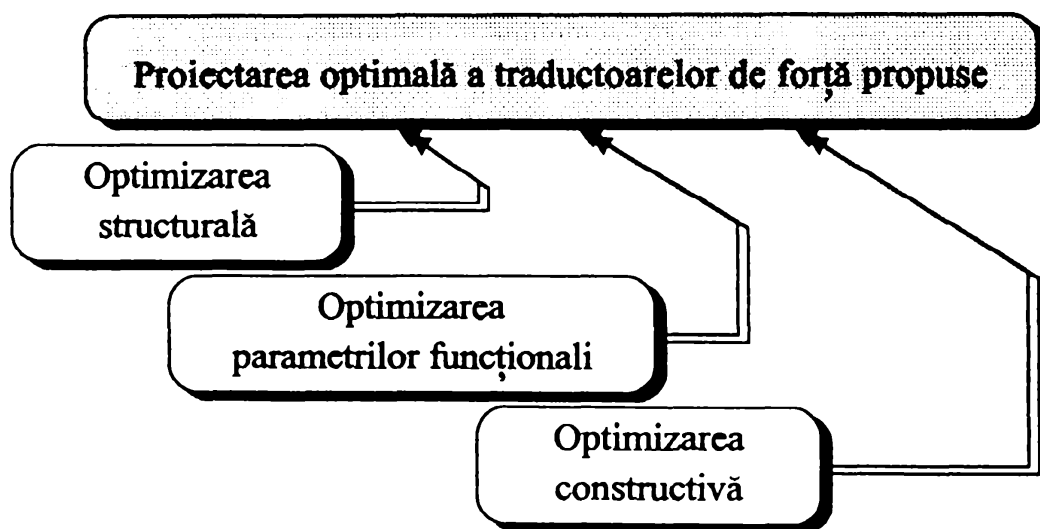 Proiectarea optimală a traductoarelor de forță propuse
Optimizarea
structurală
Optimizarea
parametrilor funcționali
Optimizarea
constructivă